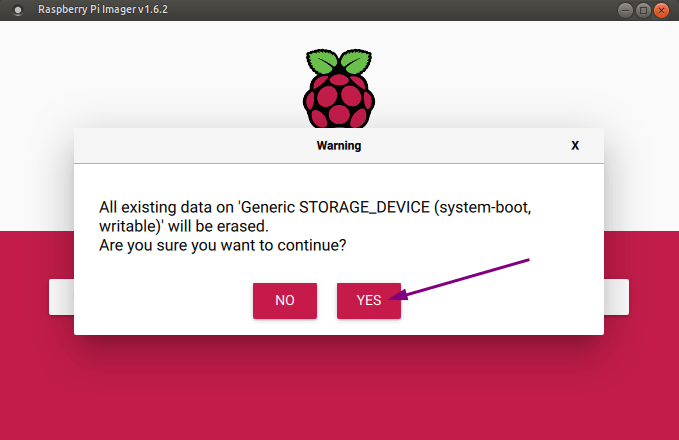 Raspberry Pi Imager v1.6.2
Warning
X
All existing data on 'Generic STORAGE_DEVICE (system-boot,
writable)' will be erased.
Are you sure you want to continue?
NO
YES